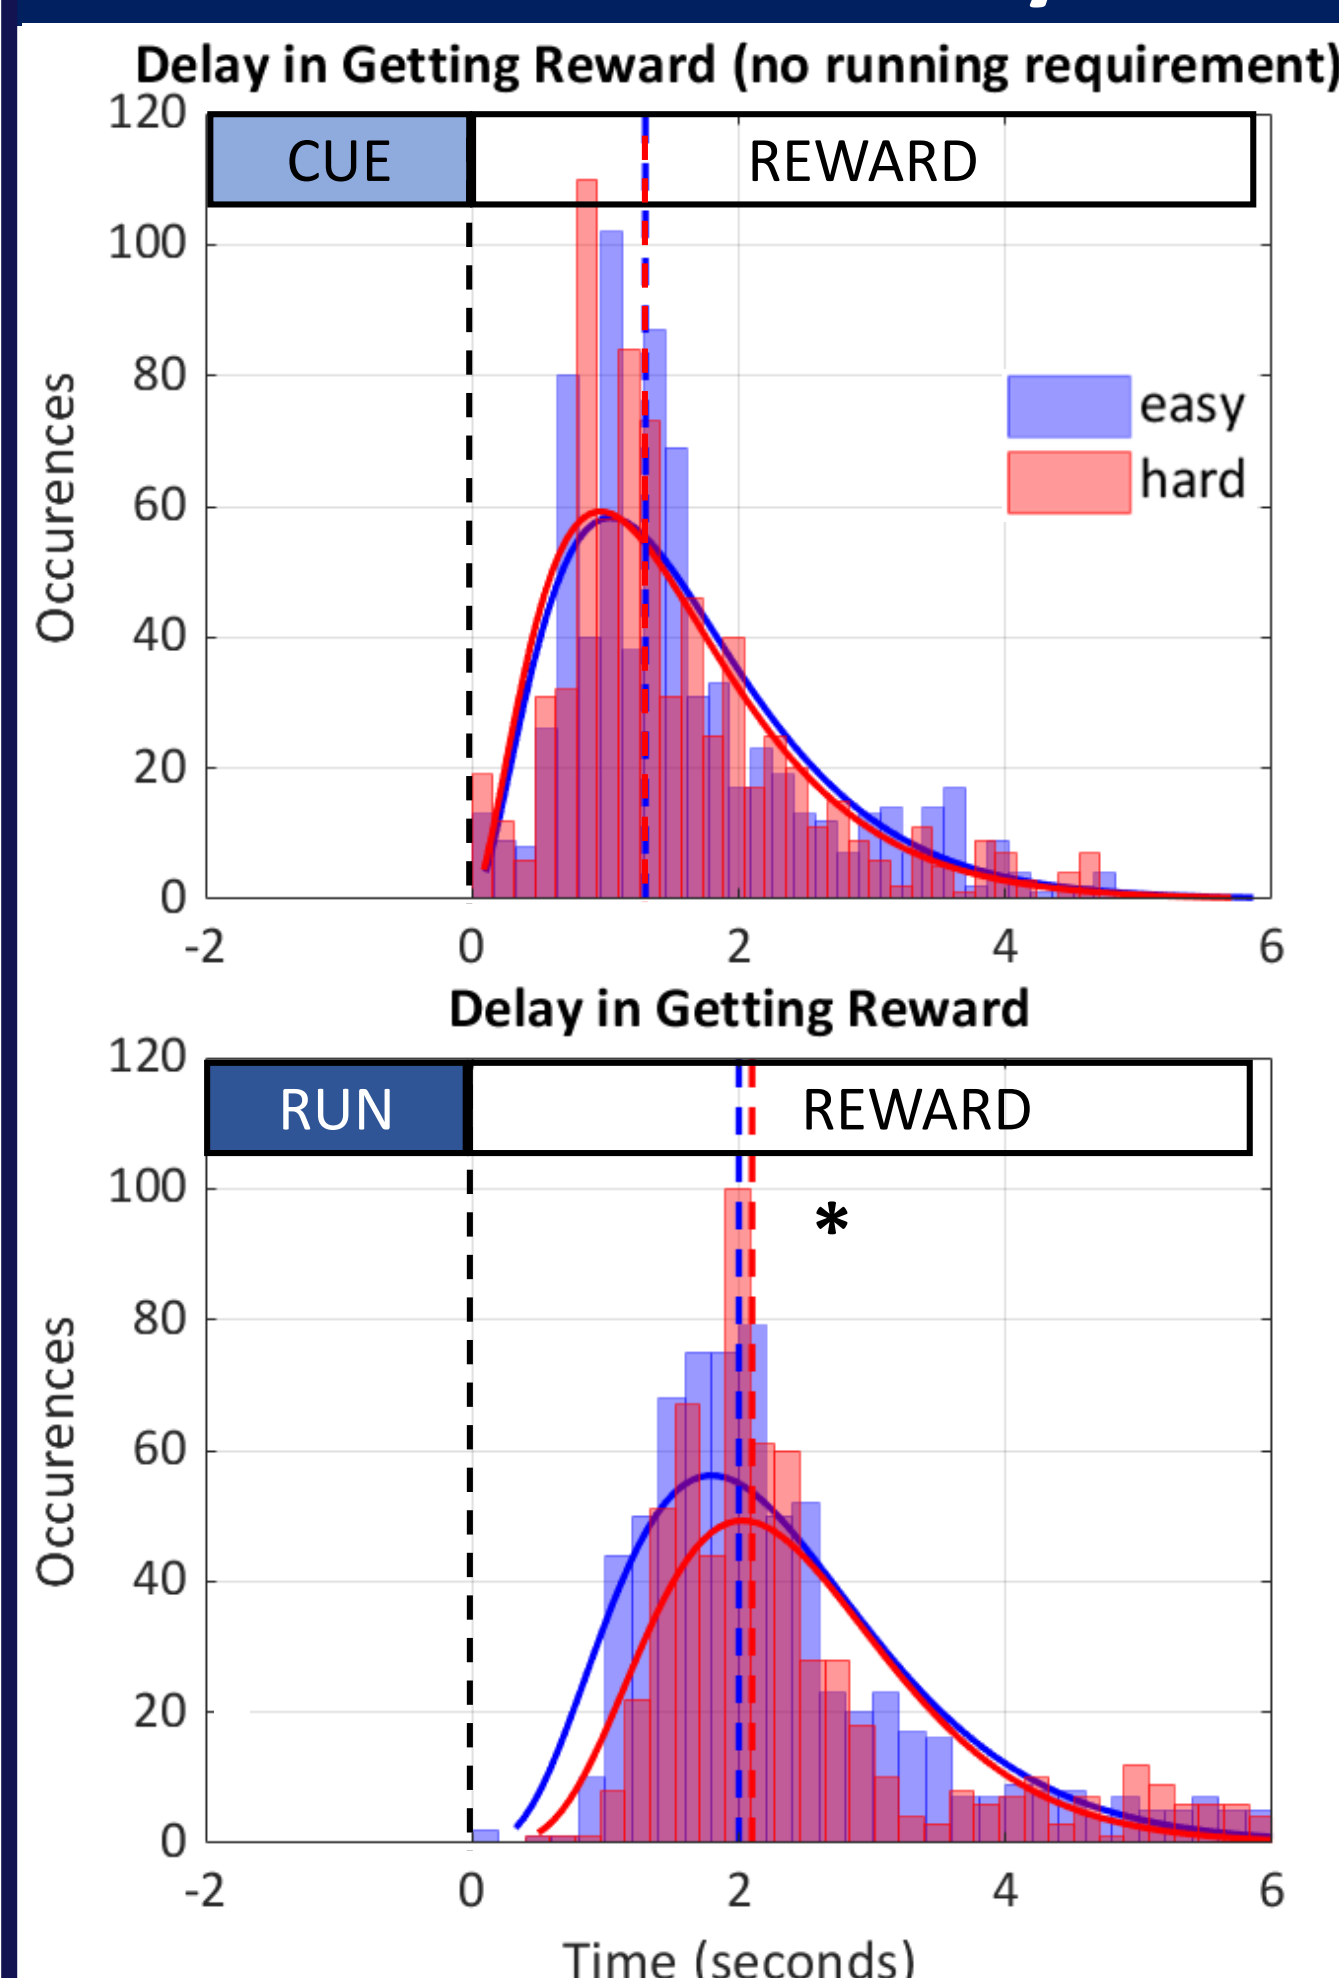 Delay in Getting Reward (no running requirement)
120
CUE
REWARD
100
80
easy
60
hard
40
20
0
-2
0
2
4
6
Occurences
Delay in Getting Reward
120
RUN
REWARD
100
*
80
60
40
20
0
-2
0
2
4
6
Occurences
Time (seconds)